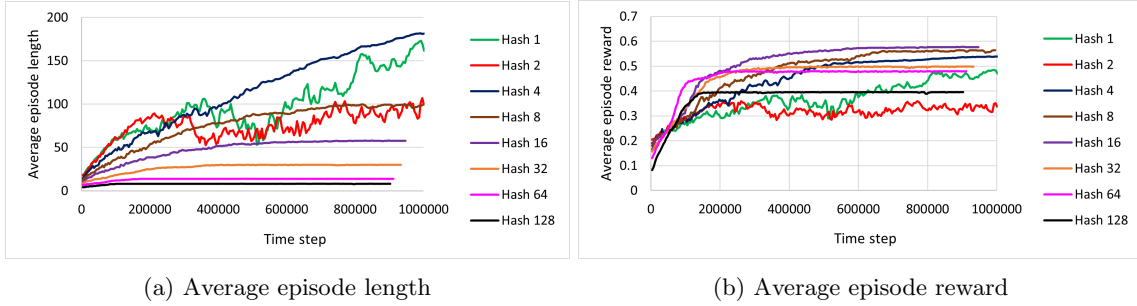 200
150
100
50
0
Average episode length
0
200000
400000
600000
800000
1000000
Time step
Hash 1
Hash 2
Hash 4
Hash 8
Hash 16
Hash 32
Hash 64
Hash 128
(a) Average episode length
0.7
0.6
0.5
0.4
0.3
0.2
0.1
0
Average episode reward
0
200000
400000
600000
800000
1000000
Time step
Hash 1
Hash 2
Hash 4
Hash 8
Hash 16
Hash 32
Hash 64
Hash 128
(b) Average episode reward